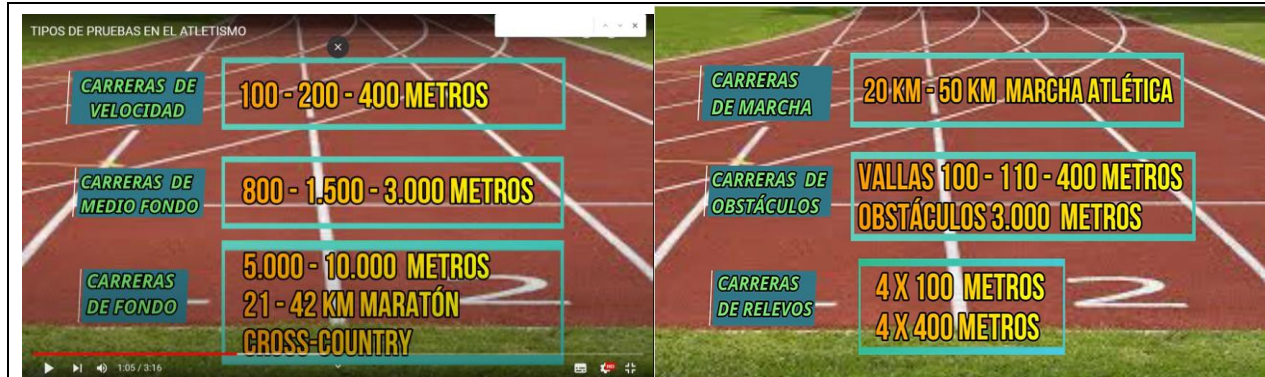 TIPOS DE PRUEBAS EN EL ATLETISMO
CARRERAS DE
VELOCIDAD
100 - 200 - 400 METROS
CARRERAS DE
MEDIO FONDO
800 - 1.500 - 3.000 METROS
CARRERAS
DE FONDO
5.000 - 10.000 METROS
21 - 42 KM MARATÓN
CROSS-COUNTRY
2
1:05 / 3:16
HD
CARRERAS
DE MARCHA
20 KM - 50 KM MARCHA ATLÉTICA
CARRERAS DE
OBSTÁCULOS
VALLAS 100 - 110 - 400 METROS
OBSTÁCULOS 3.000 METROS
CARRERAS
DE RELEVOS
4 X 100 METROS
4 X 400 METROS
2